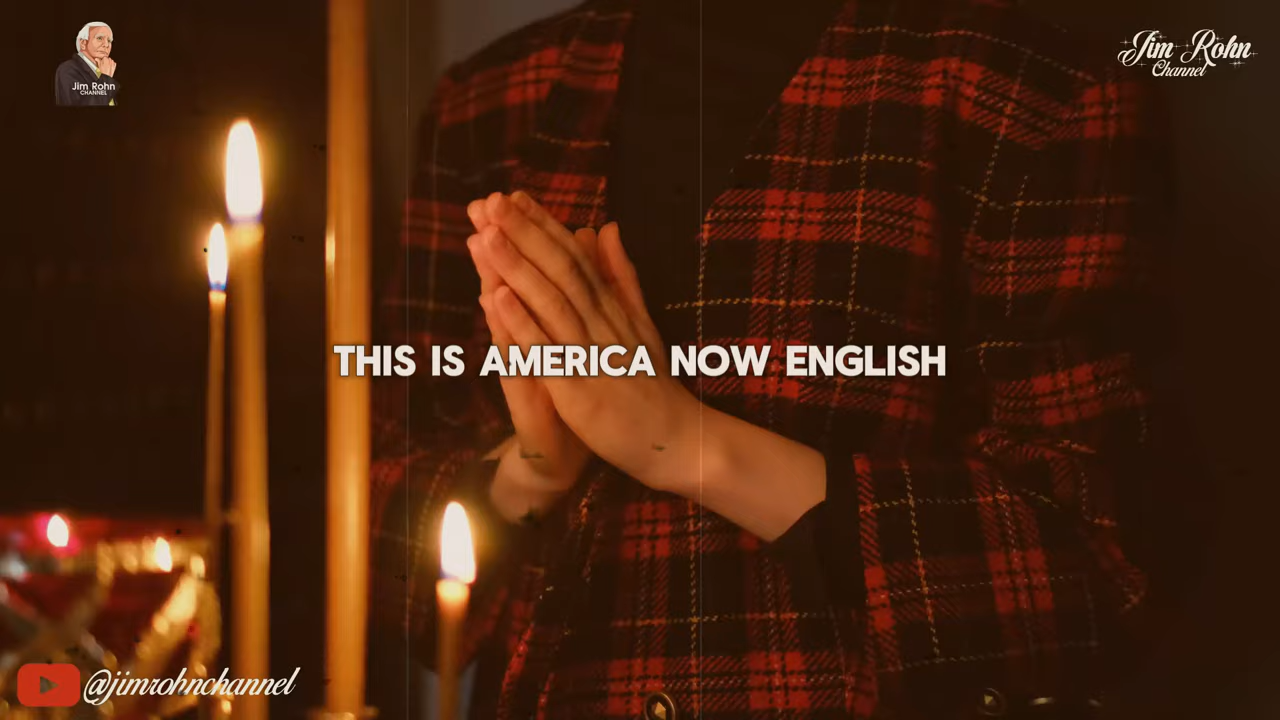 Jim Rohn
CHANNEL
Jim Rohn
Channel
THIS IS AMERICA NOW ENGLISH
@jimrohnchannel